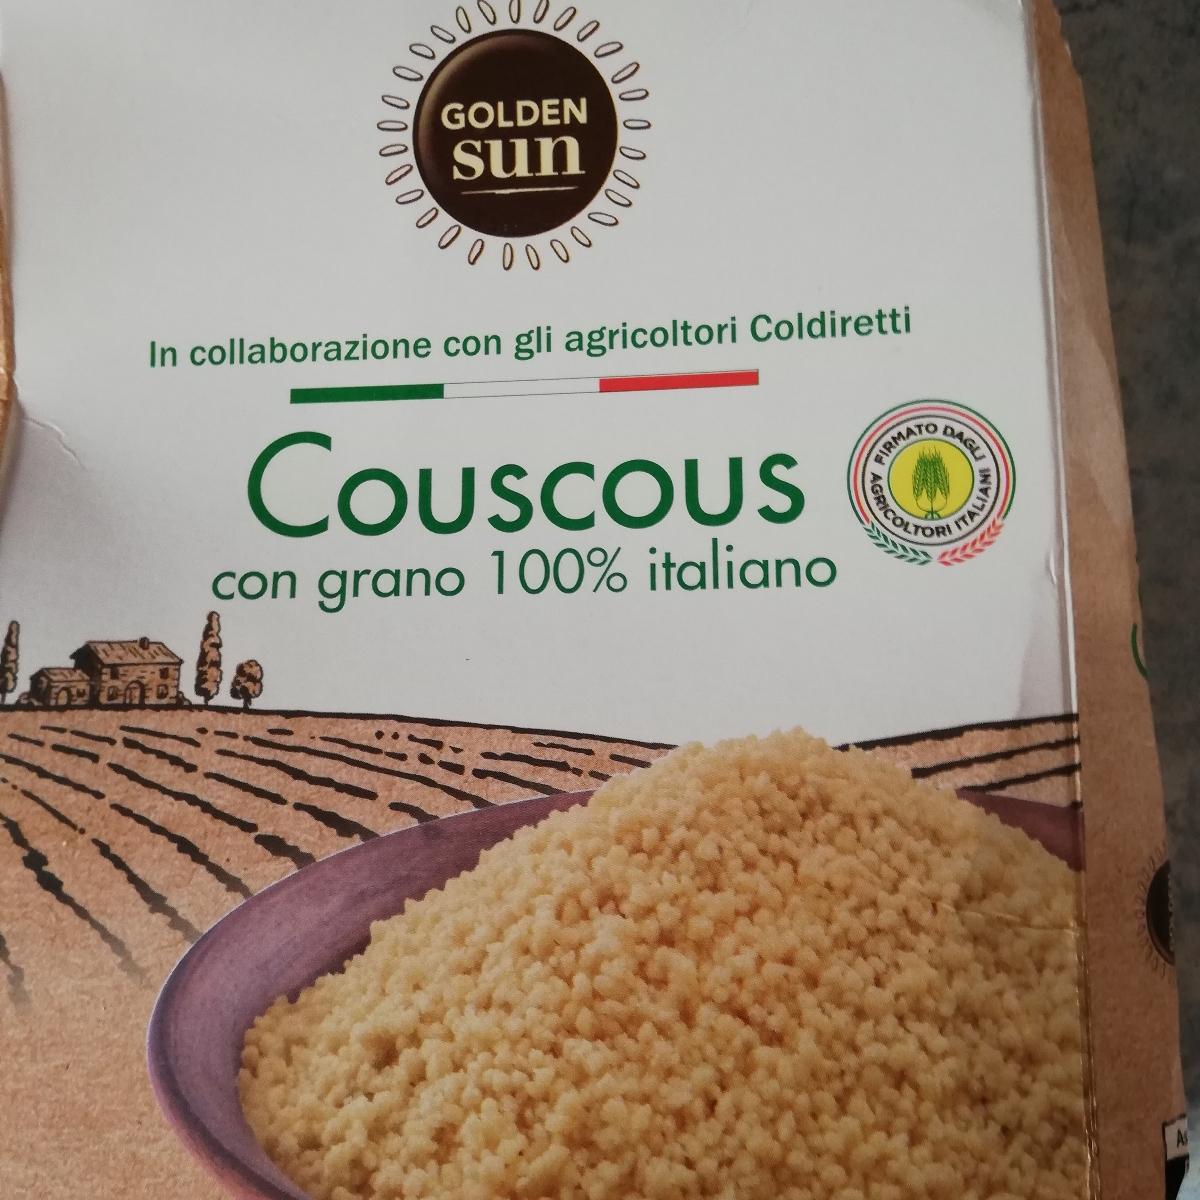 GOLDEN
sun
In collaborazione con gli agricoltori Coldiretti
Couscous
con grano 100% italiano
FIRMATO DAGLI
AGRICOLTORI ITALIANI